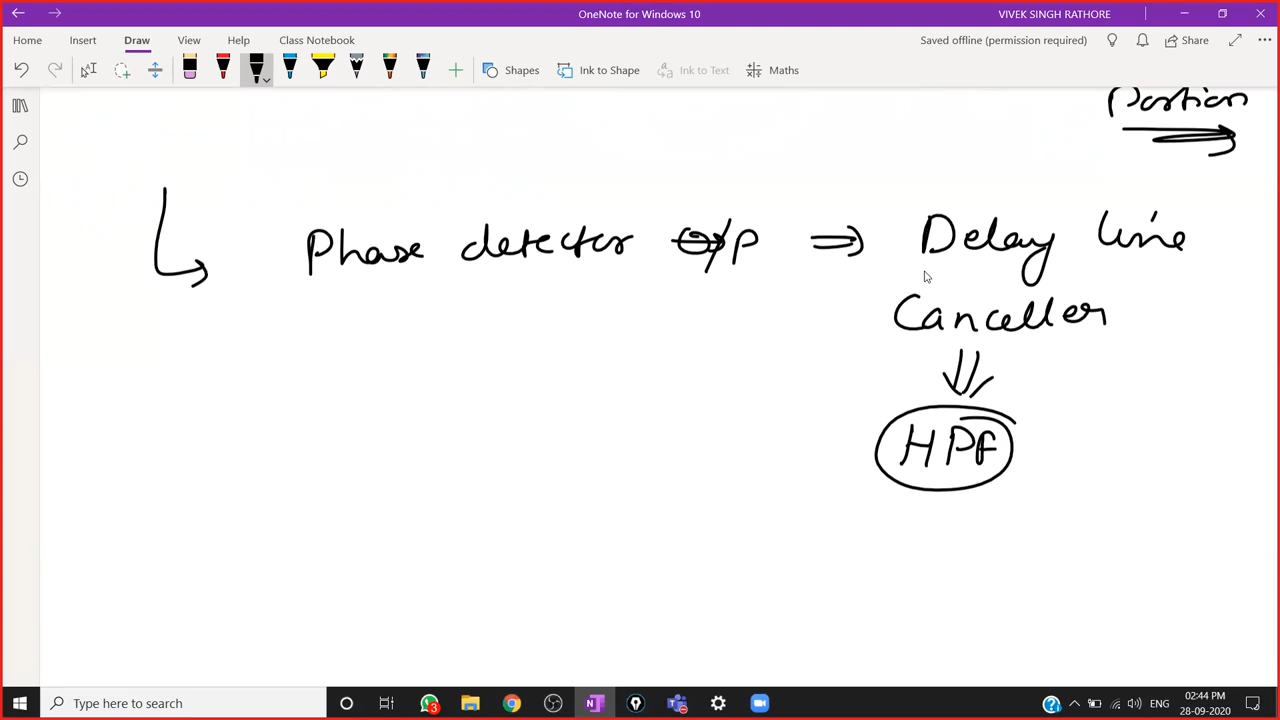 OneNote for Windows 10
VIVEK SINGH RATHORE
Home Insert Draw View Help Class Notebook
Saved offline (permission required)
Share
Shapes Ink to Shape Ink to Text Maths
Portion
Phase detector O/P ⇒ Delay line
Canceller
HPF
Type here to search
3
ENG
02:44 PM
28-09-2020